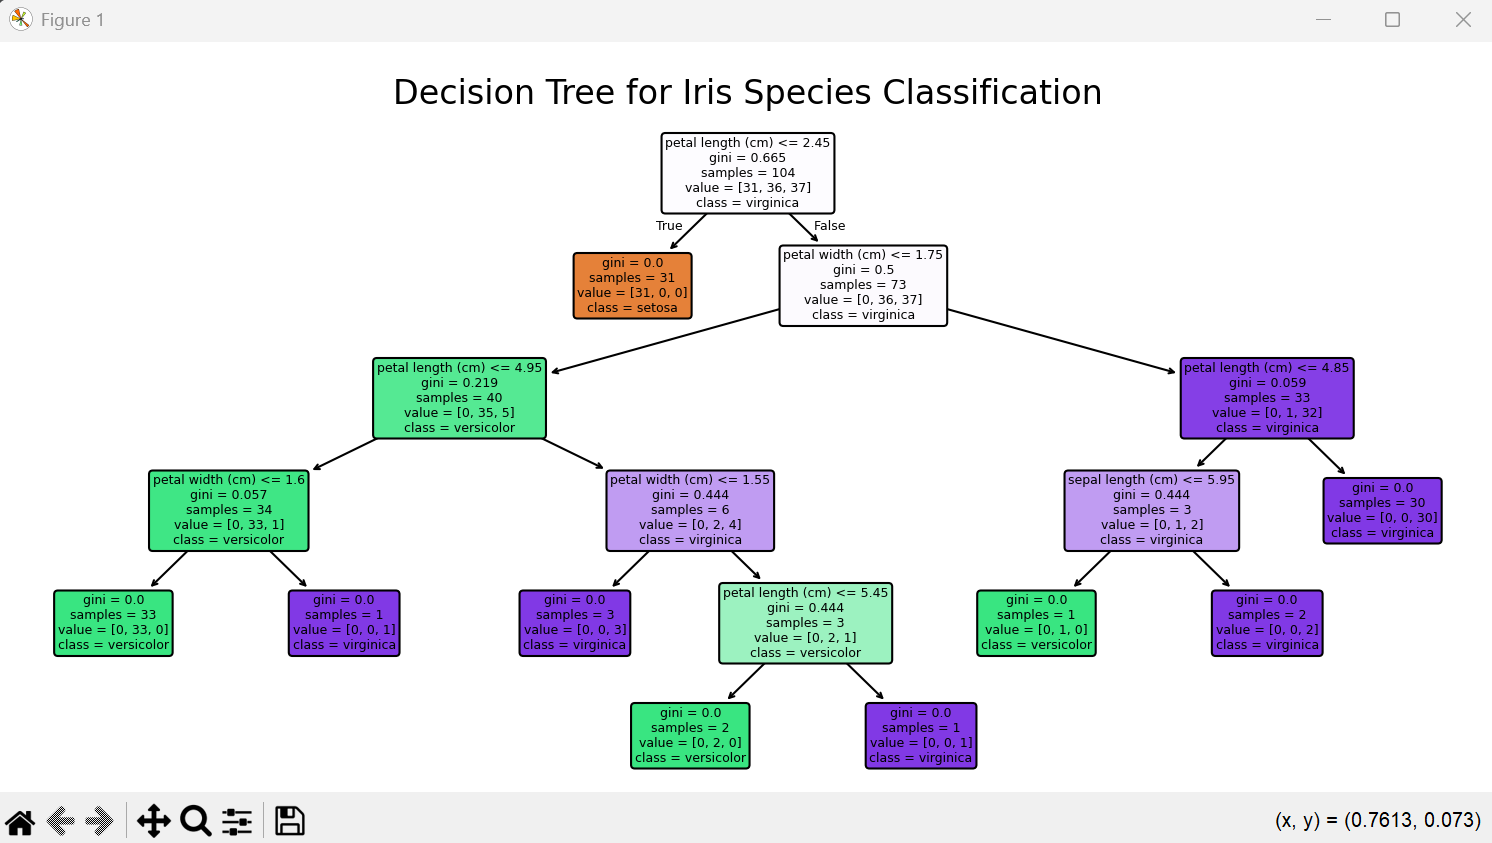 Figure 1
Decision Tree for Iris Species Classification
petal length (cm) <= 2.45
gini = 0.665
samples = 104
value = [31, 36, 37]
class = virginica
True
False
gini = 0.0
samples = 31
value = [31, 0, 0]
class = setosa
petal width (cm) <= 1.75
gini = 0.5
samples = 73
value = [0, 36, 37]
class = virginica
petal length (cm) <= 4.95
gini = 0.219
samples = 40
value = [0, 35, 5]
class = versicolor
petal length (cm) <= 4.85
gini = 0.059
samples = 33
value = [0, 1, 32]
class = virginica
petal width (cm) <= 1.6
gini = 0.057
samples = 34
value = [0, 33, 1]
class = versicolor
petal width (cm) <= 1.55
gini = 0.444
samples = 6
value = [0, 2, 4]
class = virginica
sepal length (cm) <= 5.95
gini = 0.444
samples = 3
value = [0, 1, 2]
class = virginica
gini = 0.0
samples = 30
value = [0, 0, 30]
class = virginica
gini = 0.0
samples = 33
value = [0, 33, 0]
class = versicolor
gini = 0.0
samples = 1
value = [0, 0, 1]
class = virginica
gini = 0.0
samples = 3
value = [0, 0, 3]
class = virginica
petal length (cm) <= 5.45
gini = 0.444
samples = 3
value = [0, 2, 1]
class = versicolor
gini = 0.0
samples = 1
value = [0, 1, 0]
class = versicolor
gini = 0.0
samples = 2
value = [0, 0, 2]
class = virginica
gini = 0.0
samples = 2
value = [0, 2, 0]
class = versicolor
gini = 0.0
samples = 1
value = [0, 0, 1]
class = virginica
(x, y) = (0.7613, 0.073)